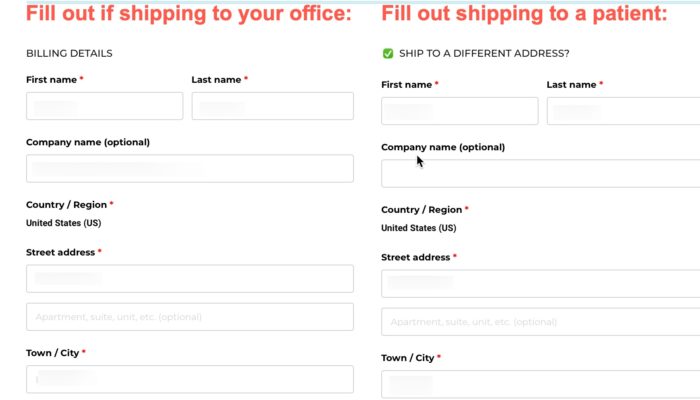 Fill out if shipping to your office:
BILLING DETAILS
First name *
Last name *
Company name (optional)
Country / Region *
United States (US)
Street address *
Apartment, suite, unit, etc. (optional)
Town / City *
Fill out shipping to a patient:
SHIP TO A DIFFERENT ADDRESS?
First name *
Last name *
Company name (optional)
Country / Region *
United States (US)
Street address *
Apartment, suite, unit, etc. (optional)
Town / City *